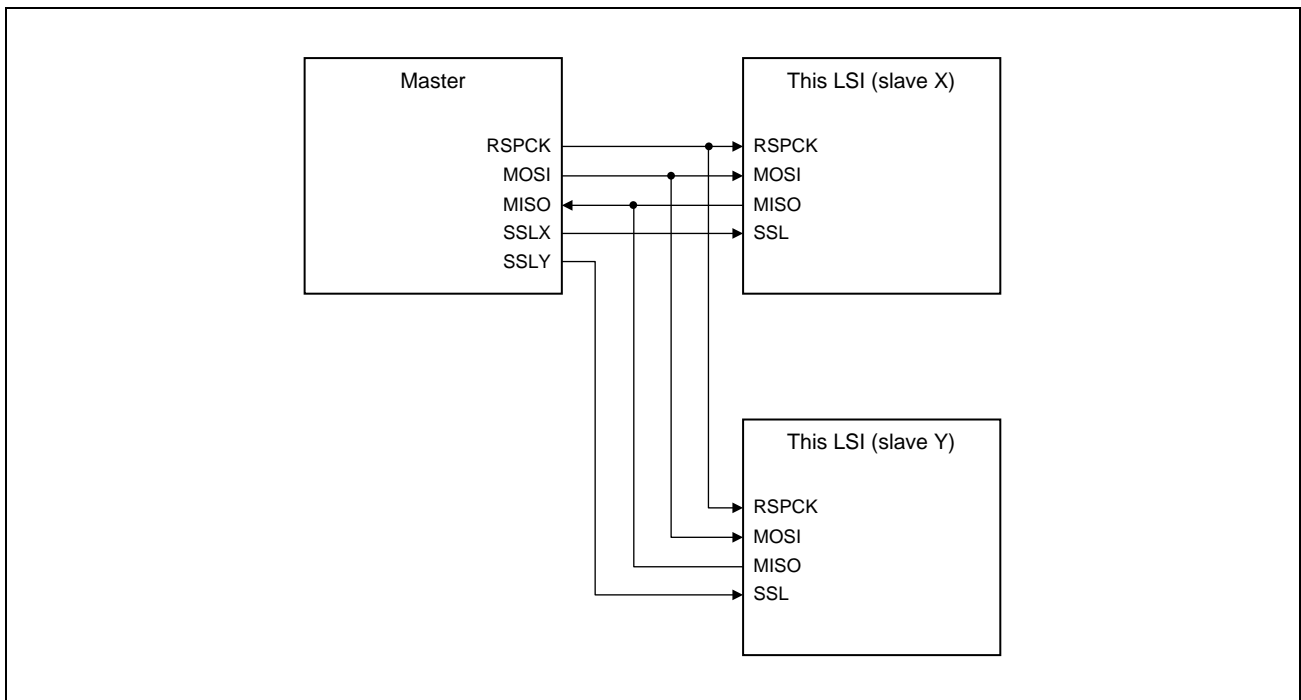 Master
RSPCK
MOSI
MISO
SSLX
SSLY
This LSI (slave X)
RSPCK
MOSI
MISO
SSL
This LSI (slave Y)
RSPCK
MOSI
MISO
SSL